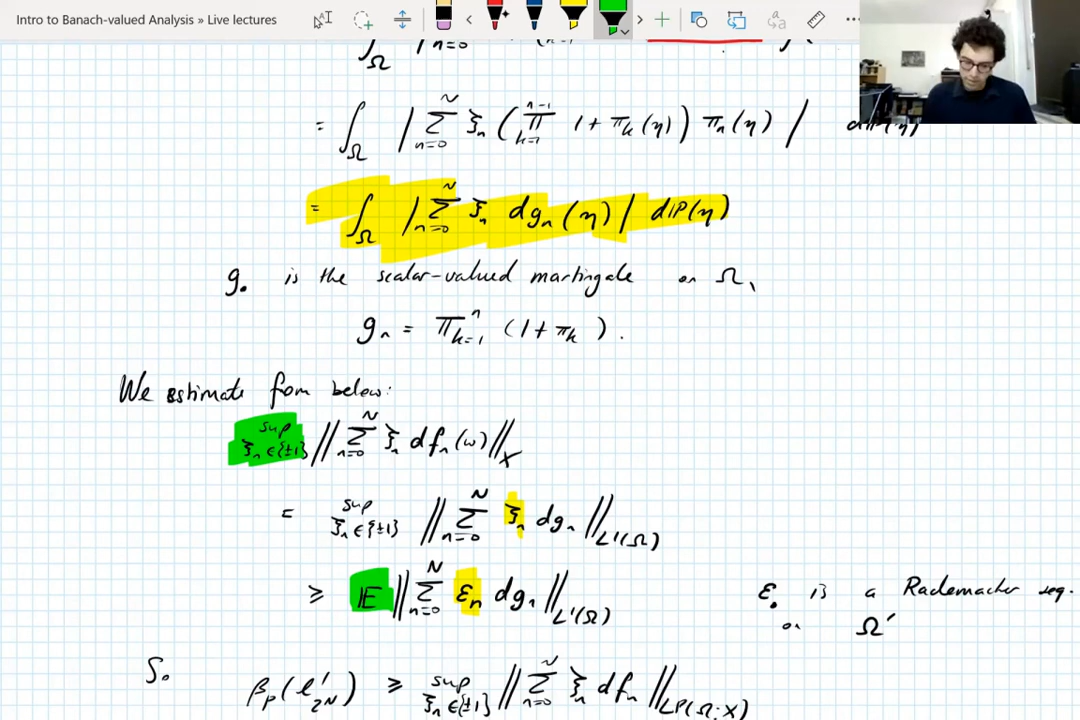 Intro to Banach-valued Analysis » Live lectures
∫_Ω | n=0
= ∫_Ω | Σ_{n=0}^N ξ_n ( Π_{k=1}^{n-1} 1 + π_k(η) ) π_n(η) | dℙ(η)
= ∫_Ω | Σ_{n=0}^N ξ_n dg_n(η) | dℙ(η)
g. is the scalar-valued martingale on Ω,
g_n = Π_{k=1}^n (1 + π_k).
We estimate from below:
sup_{ξ_n ∈ {±1}} ‖ Σ_{n=0}^N ξ_n df_n(ω) ‖_X
= sup_{ξ_n ∈ {±1}} ‖ Σ_{n=0}^N ξ_n dg_n ‖_{L^1(Ω)}
≥ 𝔼 ‖ Σ_{n=0}^N ε_n dg_n ‖_{L^1(Ω)} ε. is a Rademacher seq.
on Ω'
So
β_p(ℓ^1_{2^N}) ≥ sup_{ξ_n ∈ {±1}} ‖ Σ_{n=0}^N ξ_n df_n ‖_{L^p(Ω;X)}